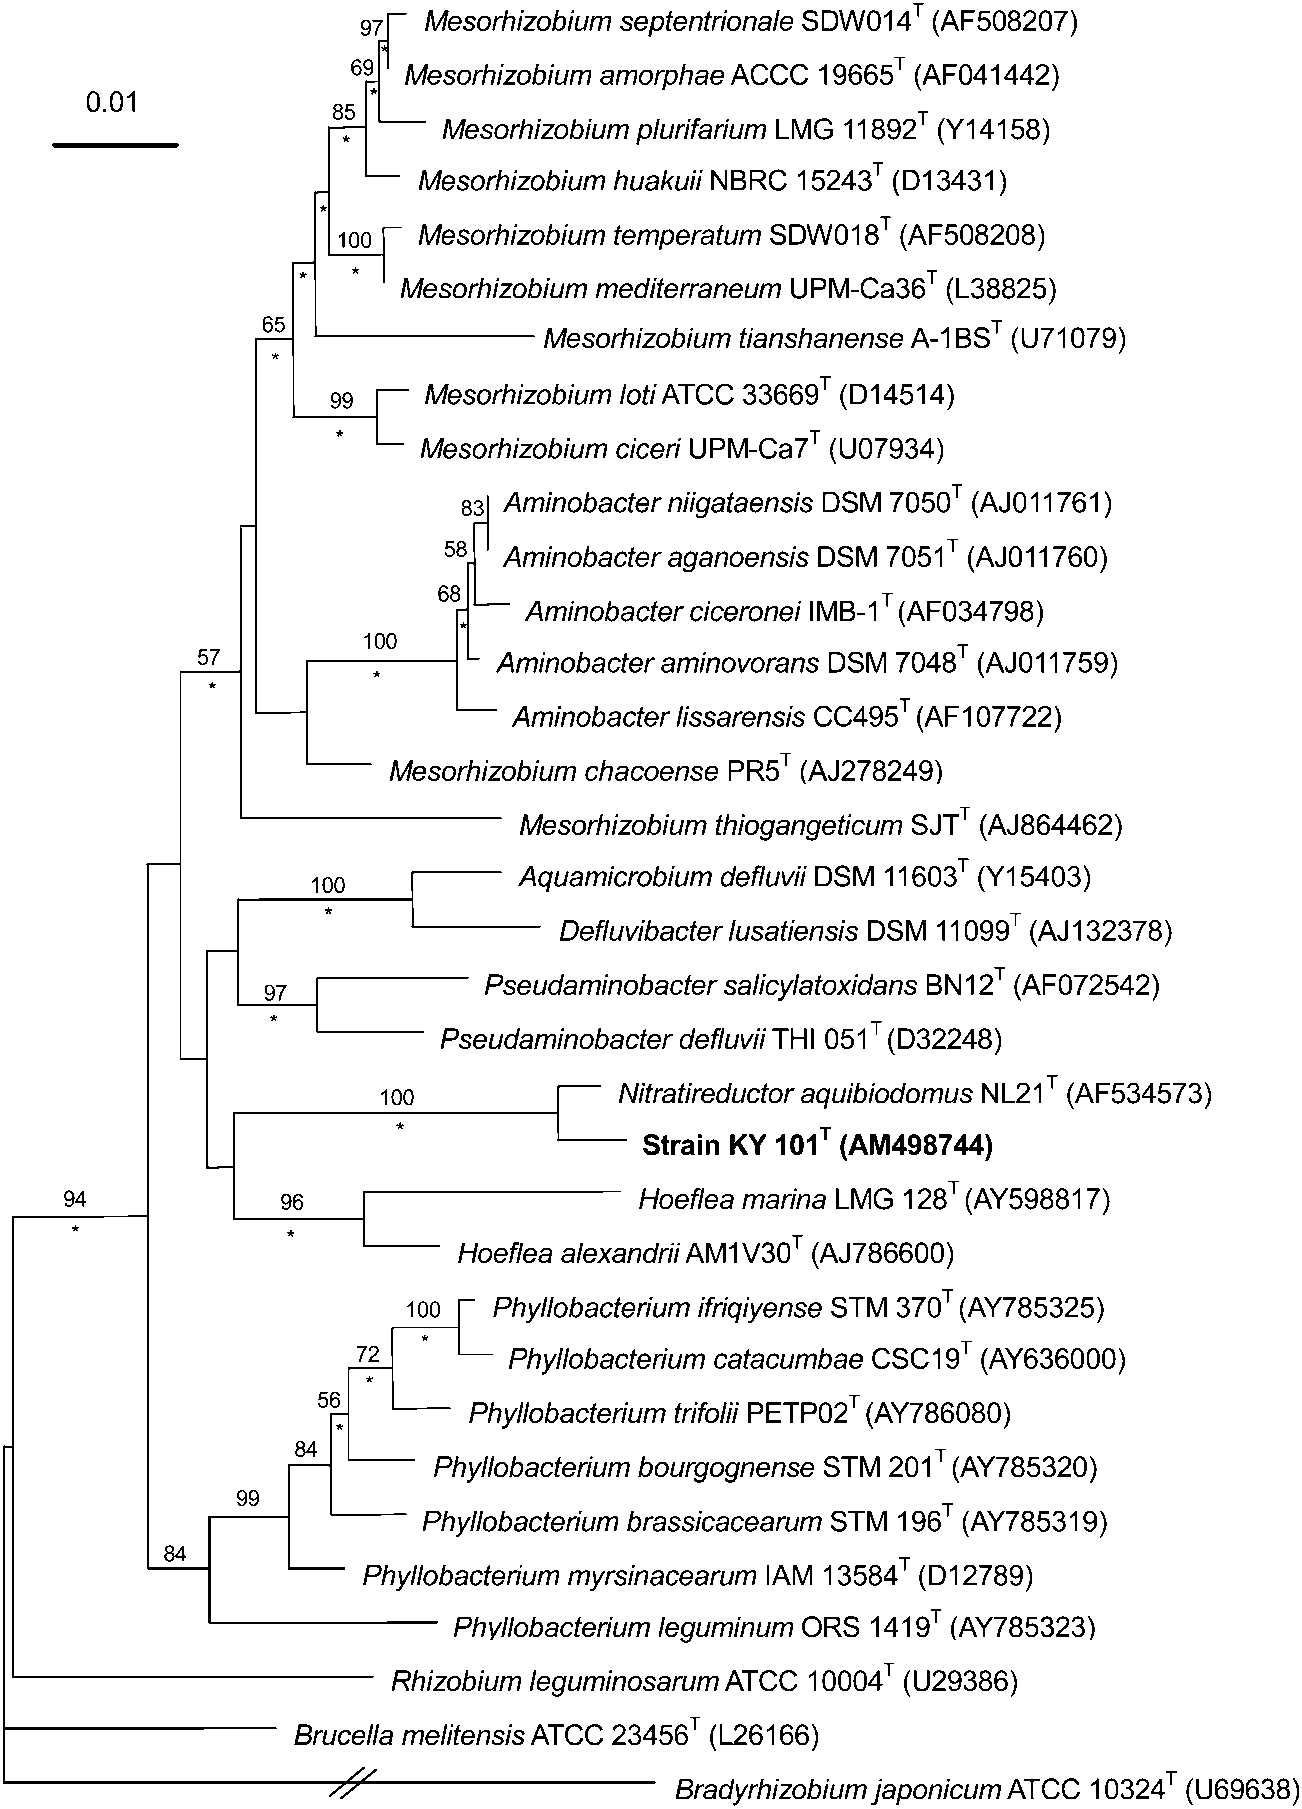 97
Mesorhizobium septentrionale SDW014T (AF508207)
*
69
Mesorhizobium amorphae ACCC 19665T (AF041442)
*
0.01
85
Mesorhizobium plurifarium LMG 11892T (Y14158)
*
Mesorhizobium huakuii NBRC 15243T (D13431)
*
100
Mesorhizobium temperatum SDW018T (AF508208)
* *
Mesorhizobium mediterraneum UPM-Ca36T (L38825)
65
Mesorhizobium tianshanense A-1BST (U71079)
*
99
Mesorhizobium loti ATCC 33669T (D14514)
*
Mesorhizobium ciceri UPM-Ca7T (U07934)
83
Aminobacter niigataensis DSM 7050T (AJ011761)
58
Aminobacter aganoensis DSM 7051T (AJ011760)
68
Aminobacter ciceronei IMB-1T (AF034798)
*
100
57
Aminobacter aminovorans DSM 7048T (AJ011759)
*
*
Aminobacter lissarensis CC495T (AF107722)
Mesorhizobium chacoense PR5T (AJ278249)
Mesorhizobium thiogangeticum SJTT (AJ864462)
100
Aquamicrobium defluvii DSM 11603T (Y15403)
*
Defluvibacter lusatiensis DSM 11099T (AJ132378)
97
Pseudaminobacter salicylatoxidans BN12T (AF072542)
*
Pseudaminobacter defluvii THI 051T (D32248)
100
Nitratireductor aquibiodomus NL21T (AF534573)
*
Strain KY 101T (AM498744)
94
96
Hoeflea marina LMG 128T (AY598817)
*
*
Hoeflea alexandrii AM1V30T (AJ786600)
100
Phyllobacterium ifriqiyense STM 370T (AY785325)
*
72
Phyllobacterium catacumbae CSC19T (AY636000)
*
56
Phyllobacterium trifolii PETP02T (AY786080)
*
84
Phyllobacterium bourgognense STM 201T (AY785320)
99
Phyllobacterium brassicacearum STM 196T (AY785319)
84
Phyllobacterium myrsinacearum IAM 13584T (D12789)
Phyllobacterium leguminum ORS 1419T (AY785323)
Rhizobium leguminosarum ATCC 10004T (U29386)
Brucella melitensis ATCC 23456T (L26166)
Bradyrhizobium japonicum ATCC 10324T (U69638)